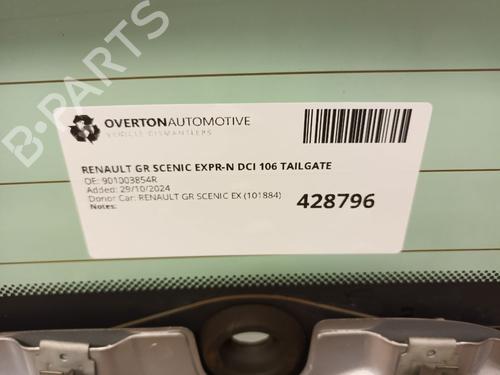 B-PARTS
OVERTONAUTOMOTIVE
VEHICLE DISMANTLERS
RENAULT GR SCENIC EXPR-N DCI 106 TAILGATE
OE: 901003854R
Added: 29/10/2024
Donor Car: RENAULT GR SCENIC EX (101884)
Notes:
428796